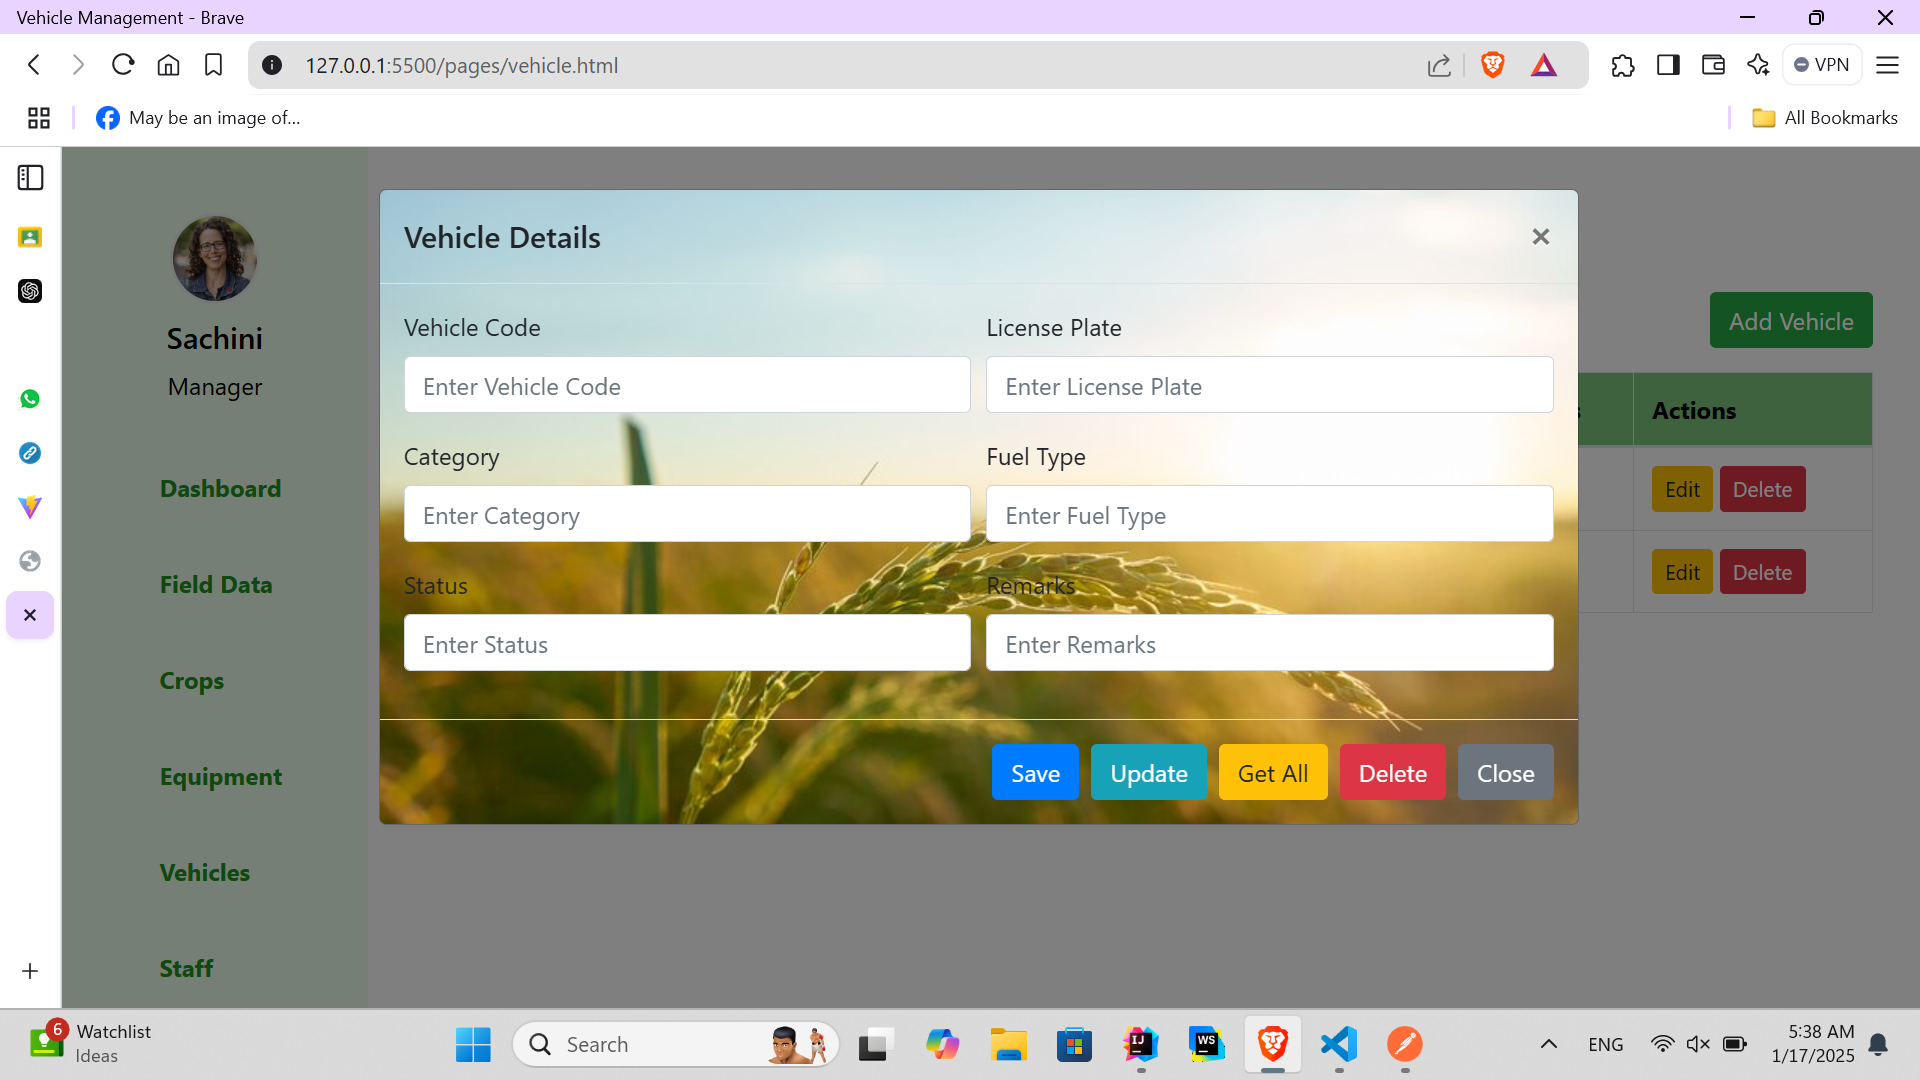 Vehicle Management - Brave
127.0.0.1:5500/pages/vehicle.html
VPN
May be an image of...
All Bookmarks
Sachini
Manager
Dashboard
Field Data
Crops
Equipment
Vehicles
Staff
Vehicle Details
×
Vehicle Code
License Plate
Enter Vehicle Code
Enter License Plate
Category
Fuel Type
Enter Category
Enter Fuel Type
Status
Remarks
Enter Status
Enter Remarks
Save
Update
Get All
Delete
Close
Add Vehicle
Actions
Edit
Delete
Edit
Delete
6
Watchlist
Ideas
Search
IJ
WS
ENG
5:38 AM
1/17/2025